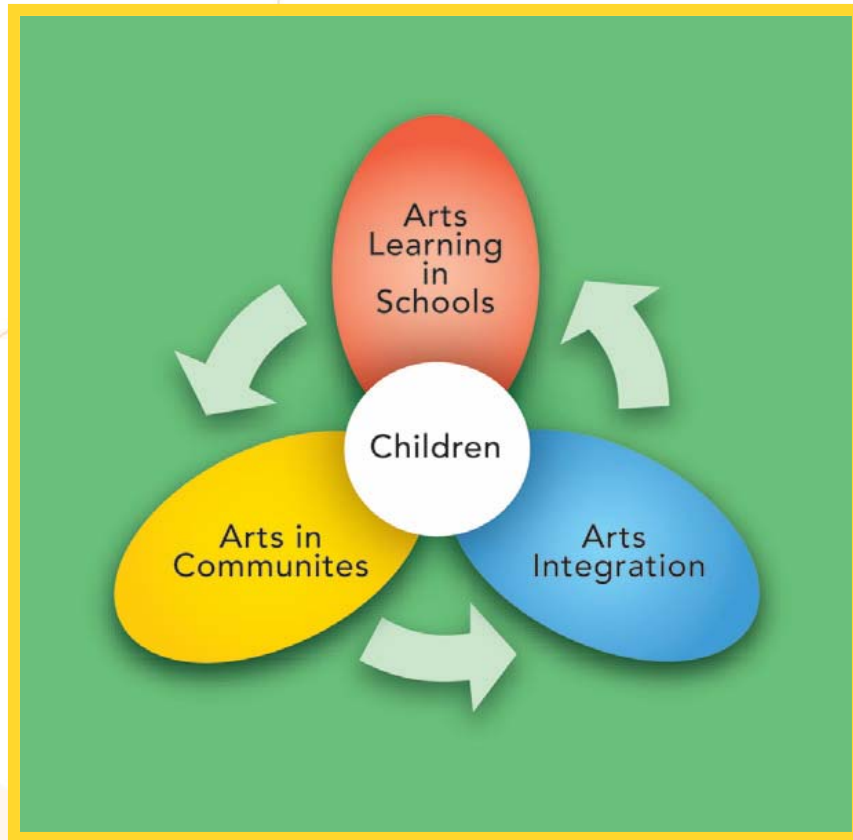 Arts
Learning
in
Schools
Children
Arts in
Communites
Arts
Integration